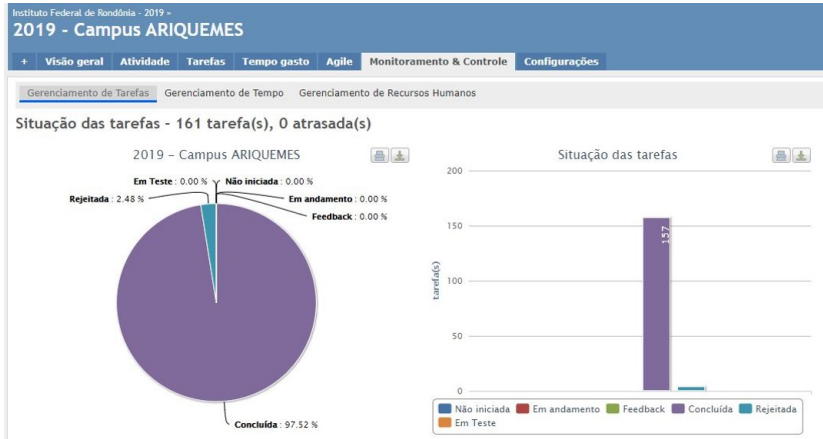 Instituto Federal de Rondônia - 2019 »
2019 - Campus ARIQUEMES
+ Visão geral Atividade Tarefas Tempo gasto Agile Monitoramento & Controle Configurações
Gerenciamento de Tarefas Gerenciamento de Tempo Gerenciamento de Recursos Humanos
Situação das tarefas - 161 tarefa(s), 0 atrasada(s)
2019 - Campus ARIQUEMES
Em Teste : 0.00 % Não iniciada : 0.00 %
Rejeitada : 2.48 % Em andamento : 0.00 %
Feedback : 0.00 %
Concluída : 97.52 %
Situação das tarefas
200
150
100
50
0
tarefa(s)
157
Não iniciada Em andamento Feedback Concluída Rejeitada
Em Teste